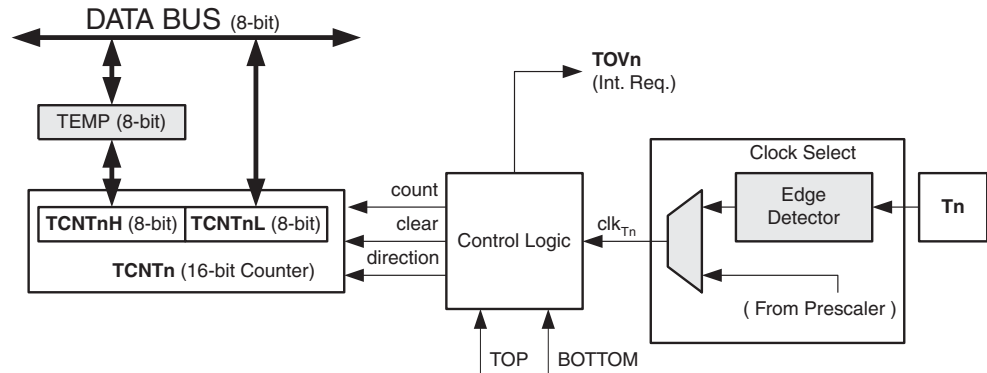 DATA BUS (8-bit)
TOVn
(Int. Req.)
TEMP (8-bit)
Clock Select
count
Edge
Detector
Tn
TCNTnH (8-bit)
TCNTnL (8-bit)
clear
Control Logic
clkTn
TCNTn (16-bit Counter)
direction
( From Prescaler )
TOP
BOTTOM